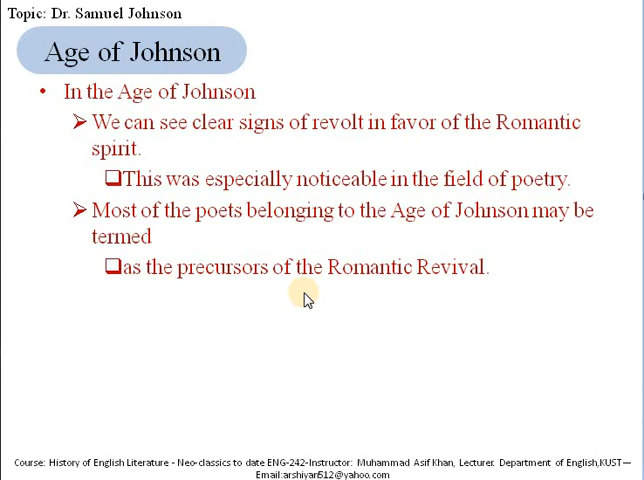 Topic: Dr. Samuel Johnson
Age of Johnson
• In the Age of Johnson
➢ We can see clear signs of revolt in favor of the Romantic
spirit.
❑This was especially noticeable in the field of poetry.
➢ Most of the poets belonging to the Age of Johnson may be
termed
❑as the precursors of the Romantic Revival.
Course: History of English Literature - Neo-classics to date ENG-242-Instructor: Muhammad Asif Khan, Lecturer. Department of English,KUST—
Email:arshiyan512@yahoo.com